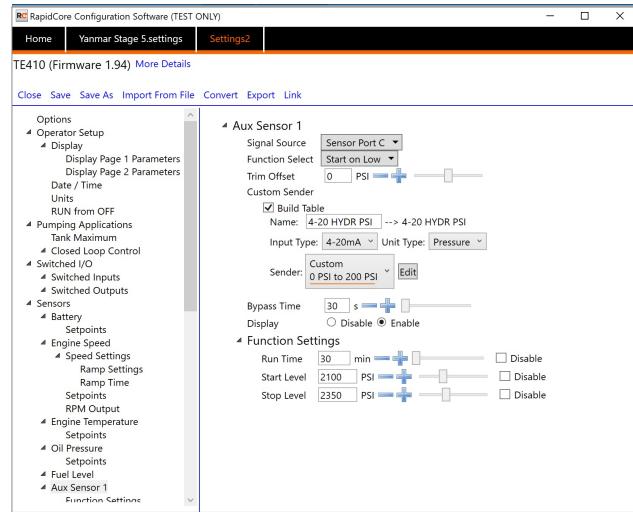 RC RapidCore Configuration Software (TEST ONLY)
Home Yanmar Stage 5.settings Settings2
TE410 (Firmware 1.94) More Details
Close Save Save As Import From File Convert Export Link
Options
Operator Setup
Display
Display Page 1 Parameters
Display Page 2 Parameters
Date / Time
Units
RUN from OFF
Pumping Applications
Tank Maximum
Closed Loop Control
Switched I/O
Switched Inputs
Switched Outputs
Sensors
Battery
Setpoints
Engine Speed
Speed Settings
Ramp Settings
Ramp Time
Setpoints
RPM Output
Engine Temperature
Setpoints
Oil Pressure
Setpoints
Fuel Level
Aux Sensor 1
Function Settings
Aux Sensor 1
Signal Source Sensor Port C
Function Select Start on Low
Trim Offset 0 PSI
Custom Sender
Build Table
Name: 4-20 HYDR PSI --> 4-20 HYDR PSI
Input Type: 4-20mA Unit Type: Pressure
Sender: Custom
0 PSI to 200 PSI Edit
Bypass Time 30 s
Display Disable Enable
Function Settings
Run Time 30 min Disable
Start Level 2100 PSI Disable
Stop Level 2350 PSI Disable